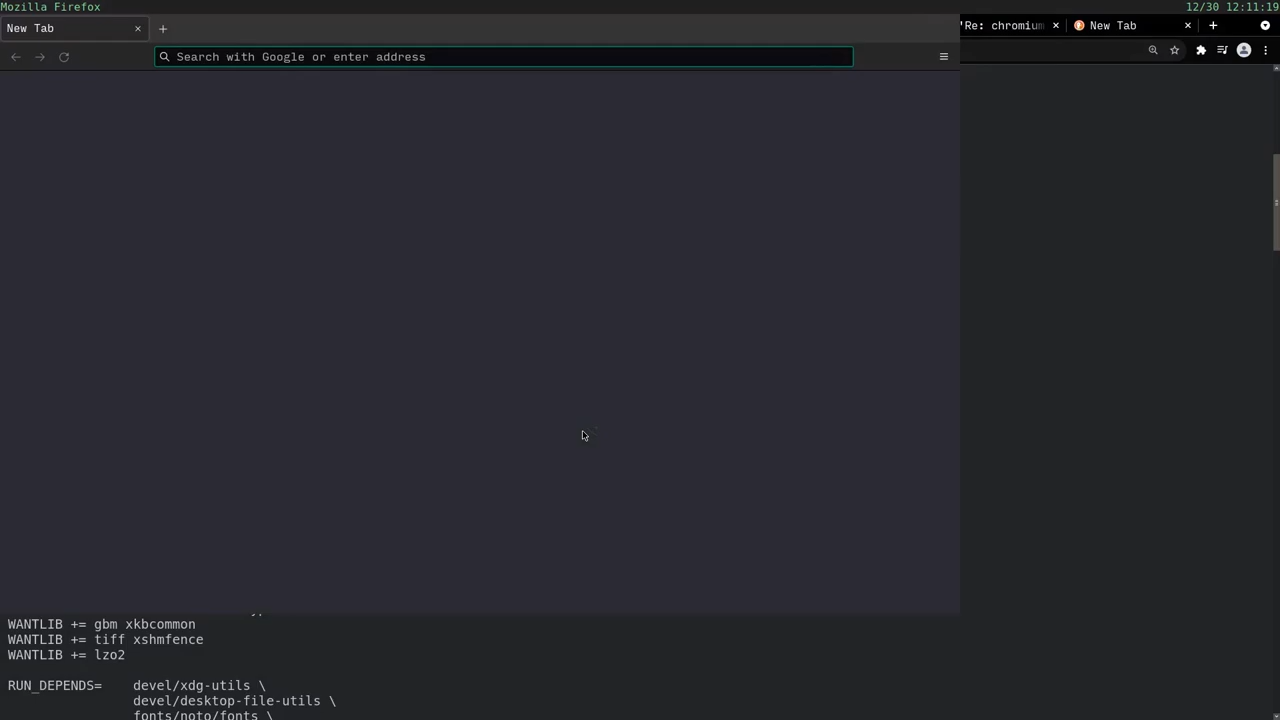 Mozilla Firefox
12/30 12:11:19
New Tab
"Re: chromium
New Tab
Search with Google or enter address
WANTLIB += gbm xkbcommon
WANTLIB += tiff xshmfence
WANTLIB += lzo2
RUN_DEPENDS= devel/xdg-utils \
devel/desktop-file-utils \
fonts/noto/fonts \